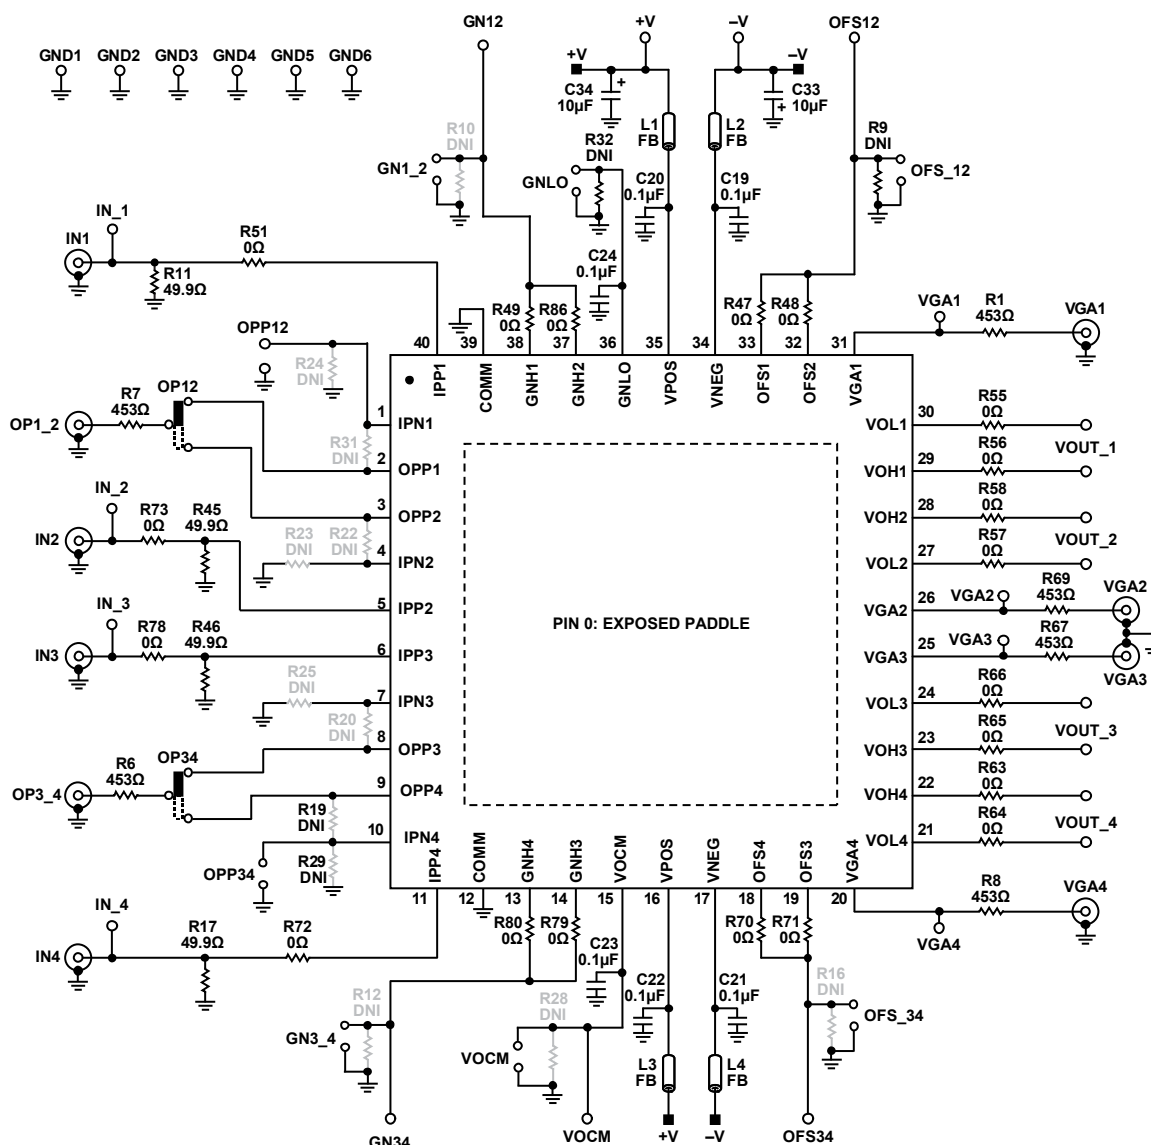 GN12
+V
–V
OFS12
GND1 GND2 GND3 GND4 GND5 GND6
+V
–V
C34
10µF
+
C33
10µF
+
R10
DNI
GN1_2
R32
DNI
GNLO
L1
FB
L2
FB
R9
DNI
OFS_12
C20
0.1µF
C19
0.1µF
IN_1
IN1
R51
0Ω
R11
49.9Ω
C24
0.1µF
R49
0Ω
R86
0Ω
R47
0Ω
R48
0Ω
VGA1
R1
453Ω
VGA1
OPP12
R24
DNI
40 39 38 37 36 35 34 33 32 31
IPP1 COMM GNH1 GNH2 GNLO VPOS VNEG OFS1 OFS2 VGA1
R7
453Ω
OP12
OP1_2
R31
DNI
1 IPN1
2 OPP1
3 OPP2
4 IPN2
5 IPP2
6 IPP3
7 IPN3
8 OPP3
9 OPP4
10 IPN4
IN_2
IN2
R73
0Ω
R45
49.9Ω
R23
DNI
R22
DNI
IN_3
IN3
R78
0Ω
R46
49.9Ω
R25
DNI
R20
DNI
R6
453Ω
OP34
OP3_4
R19
DNI
R29
DNI
OPP34
PIN 0: EXPOSED PADDLE
VOL1 30
R55
0Ω
VOUT_1
VOH1 29
R56
0Ω
VOH2 28
R58
0Ω
VOUT_2
VOL2 27
R57
0Ω
VGA2 26
VGA2
R69
453Ω
VGA2
VGA3 25
VGA3
R67
453Ω
VGA3
VOL3 24
R66
0Ω
VOUT_3
VOH3 23
R65
0Ω
VOH4 22
R63
0Ω
VOUT_4
VOL4 21
R64
0Ω
IPP4 COMM GNH4 GNH3 VOCM VPOS VNEG OFS4 OFS3 VGA4
11 12 13 14 15 16 17 18 19 20
R8
453Ω
VGA4
VGA4
IN_4
IN4
R17
49.9Ω
R72
0Ω
R80
0Ω
R79
0Ω
R70
0Ω
R71
0Ω
C23
0.1µF
C22
0.1µF
C21
0.1µF
R12
DNI
GN3_4
R28
DNI
VOCM
R16
DNI
OFS_34
L3
FB
L4
FB
GN34
VOCM
+V
–V
OFS34